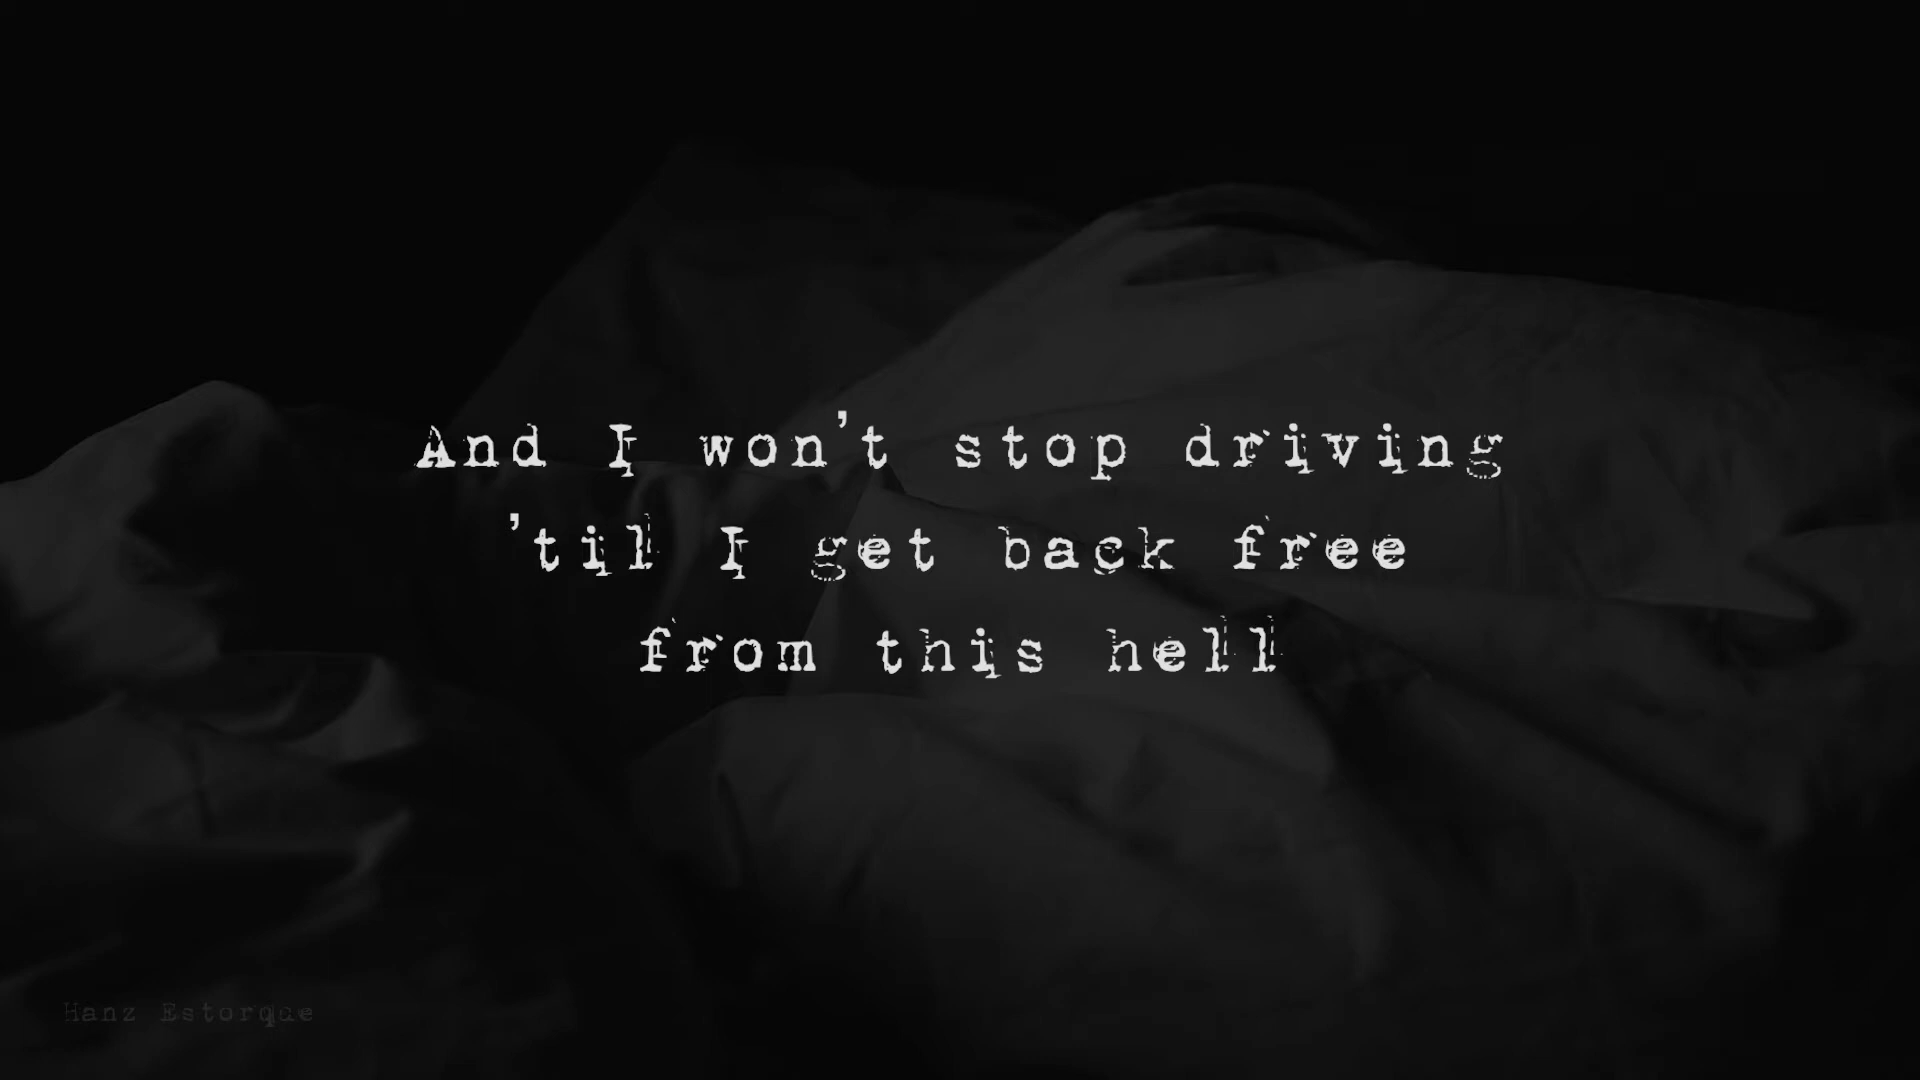 And I won't stop driving
'til I get back free
from this hell
Hanz Estorque